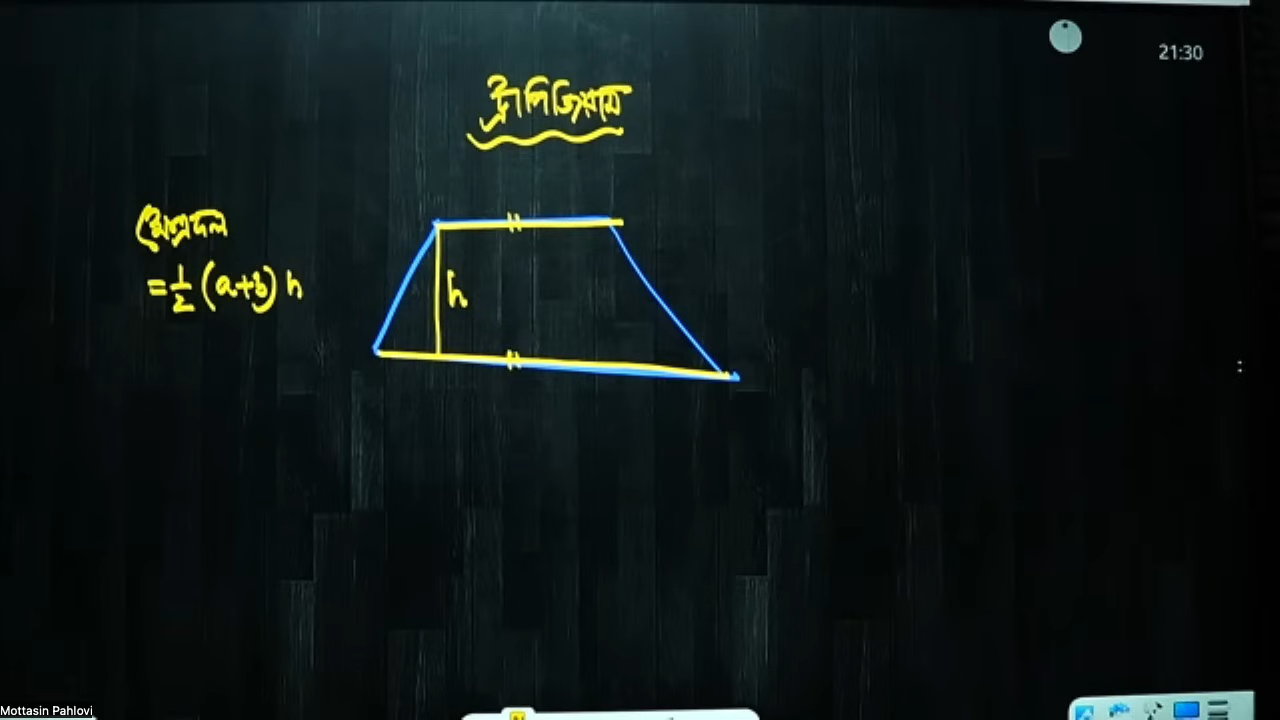 21:30
ট্রাপিজিয়াম
ক্ষেত্রফল
= 1/2 (a+b) h
h
Mottasin Pahlovi